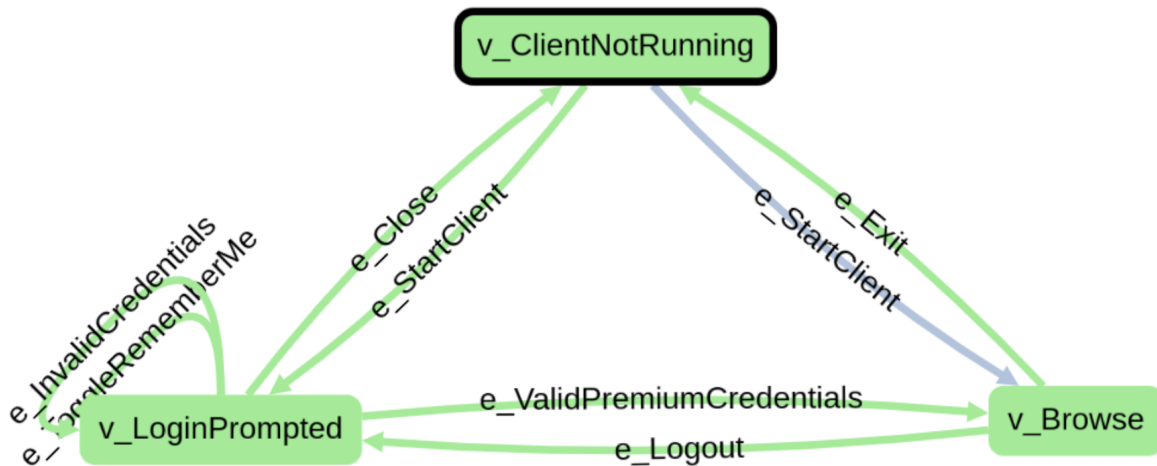 v_ClientNotRunning
e_Close
e_StartClient
e_StartClient
e_Exit
e_InvalidCredentials
e_ToggleRememberMe
v_LoginPrompted
e_ValidPremiumCredentials
e_Logout
v_Browse